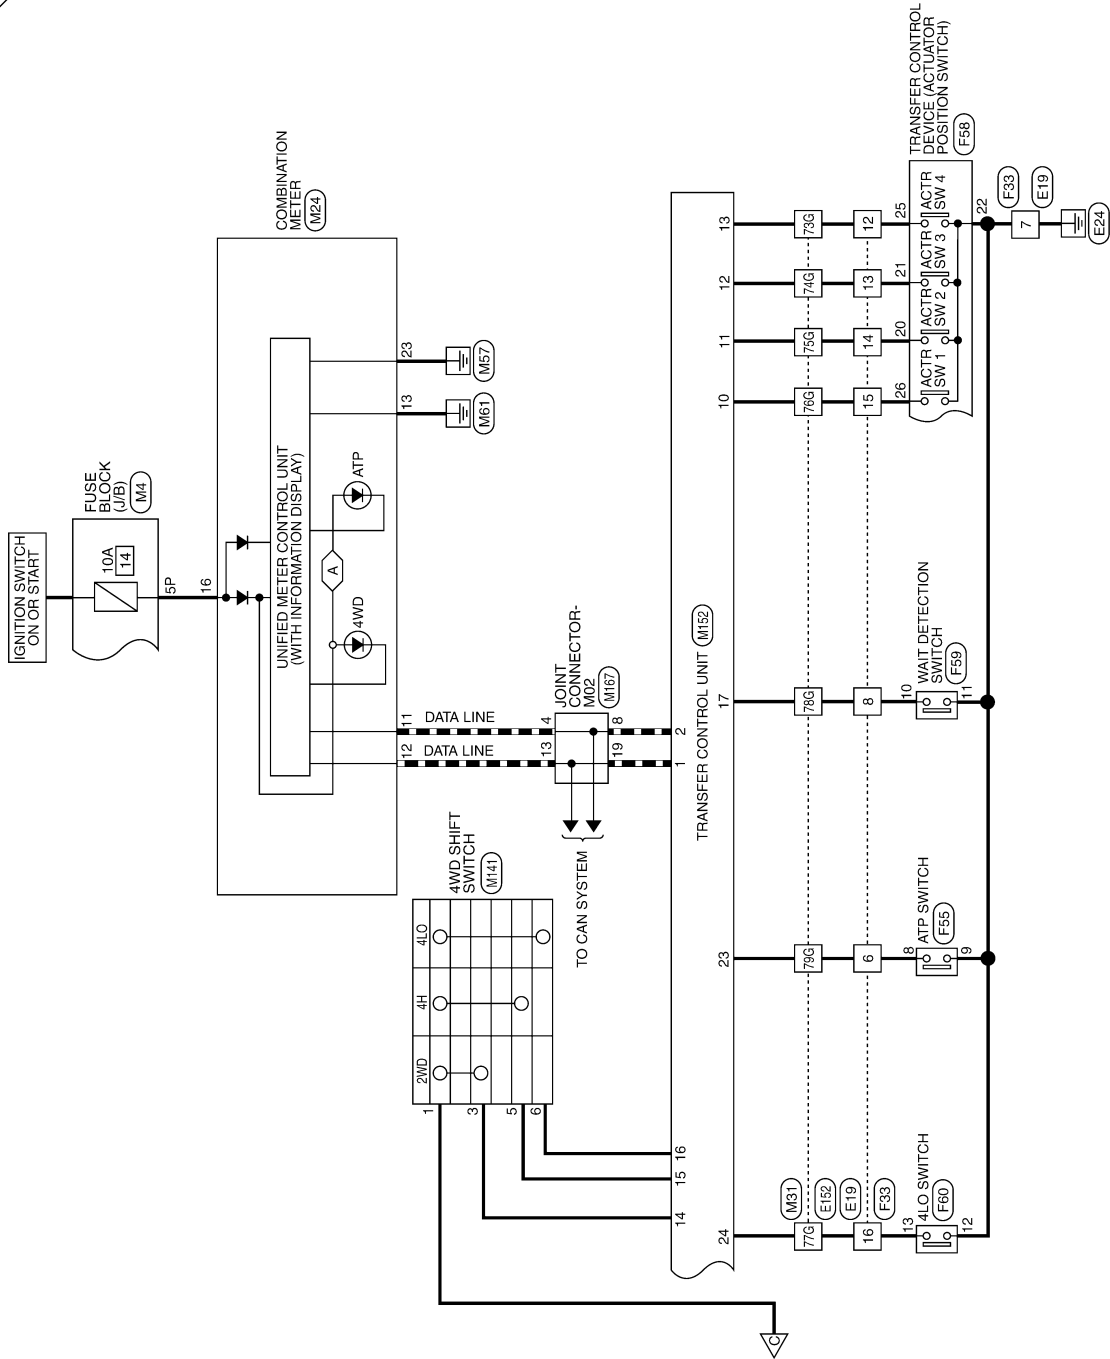 IGNITION SWITCH
ON OR START
FUSE
BLOCK
(J/B)
M4
10A
14
5P
16
COMBINATION
METER
M24
UNIFIED METER CONTROL UNIT
(WITH INFORMATION DISPLAY)
4WD
A
ATP
12
11
13
23
DATA LINE
DATA LINE
M61
M57
JOINT
CONNECTOR-
M02
M167
13
4
19
8
TO CAN SYSTEM
4WD SHIFT
SWITCH
M141
2WD
4H
4LO
1
3
5
6
14
15
16
1
2
TRANSFER CONTROL UNIT
M152
24
23
17
10
11
12
13
M31
E152
E19
F33
77G
79G
78G
76G
75G
74G
73G
16
6
8
15
14
13
12
13
4LO SWITCH
F60
12
8
ATP SWITCH
F55
9
10
WAIT DETECTION
SWITCH
F59
11
26
20
21
25
ACTR
SW 1
ACTR
SW 2
ACTR
SW 3
ACTR
SW 4
TRANSFER CONTROL
DEVICE (ACTUATOR
POSITION SWITCH)
F58
22
F33
E19
7
E24
C